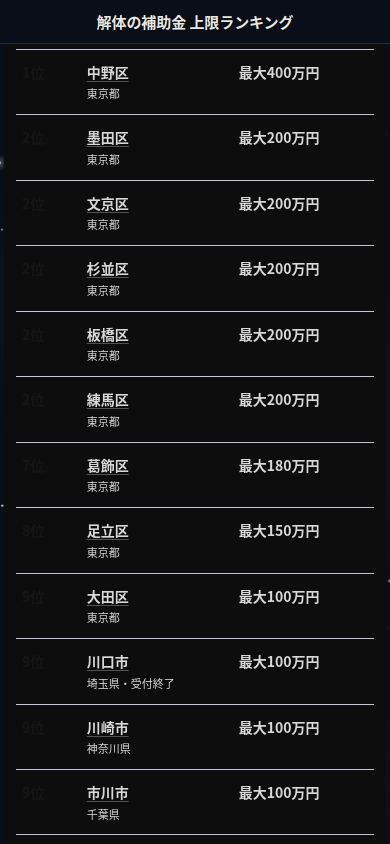 解体の補助金 上限ランキング
1位 中野区 最大400万円
東京都
2位 墨田区 最大200万円
東京都
2位 文京区 最大200万円
東京都
2位 杉並区 最大200万円
東京都
2位 板橋区 最大200万円
東京都
2位 練馬区 最大200万円
東京都
7位 葛飾区 最大180万円
東京都
8位 足立区 最大150万円
東京都
9位 大田区 最大100万円
東京都
9位 川口市 最大100万円
埼玉県・受付終了
9位 川崎市 最大100万円
神奈川県
9位 市川市 最大100万円
千葉県